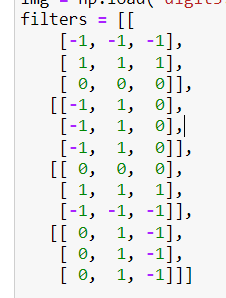 img = np.load('digits
filters = [[
[-1, -1, -1],
[ 1, 1, 1],
[ 0, 0, 0]],
[[-1, 1, 0],
[-1, 1, 0],
[-1, 1, 0]],
[[ 0, 0, 0],
[ 1, 1, 1],
[-1, -1, -1]],
[[ 0, 1, -1],
[ 0, 1, -1],
[ 0, 1, -1]]]